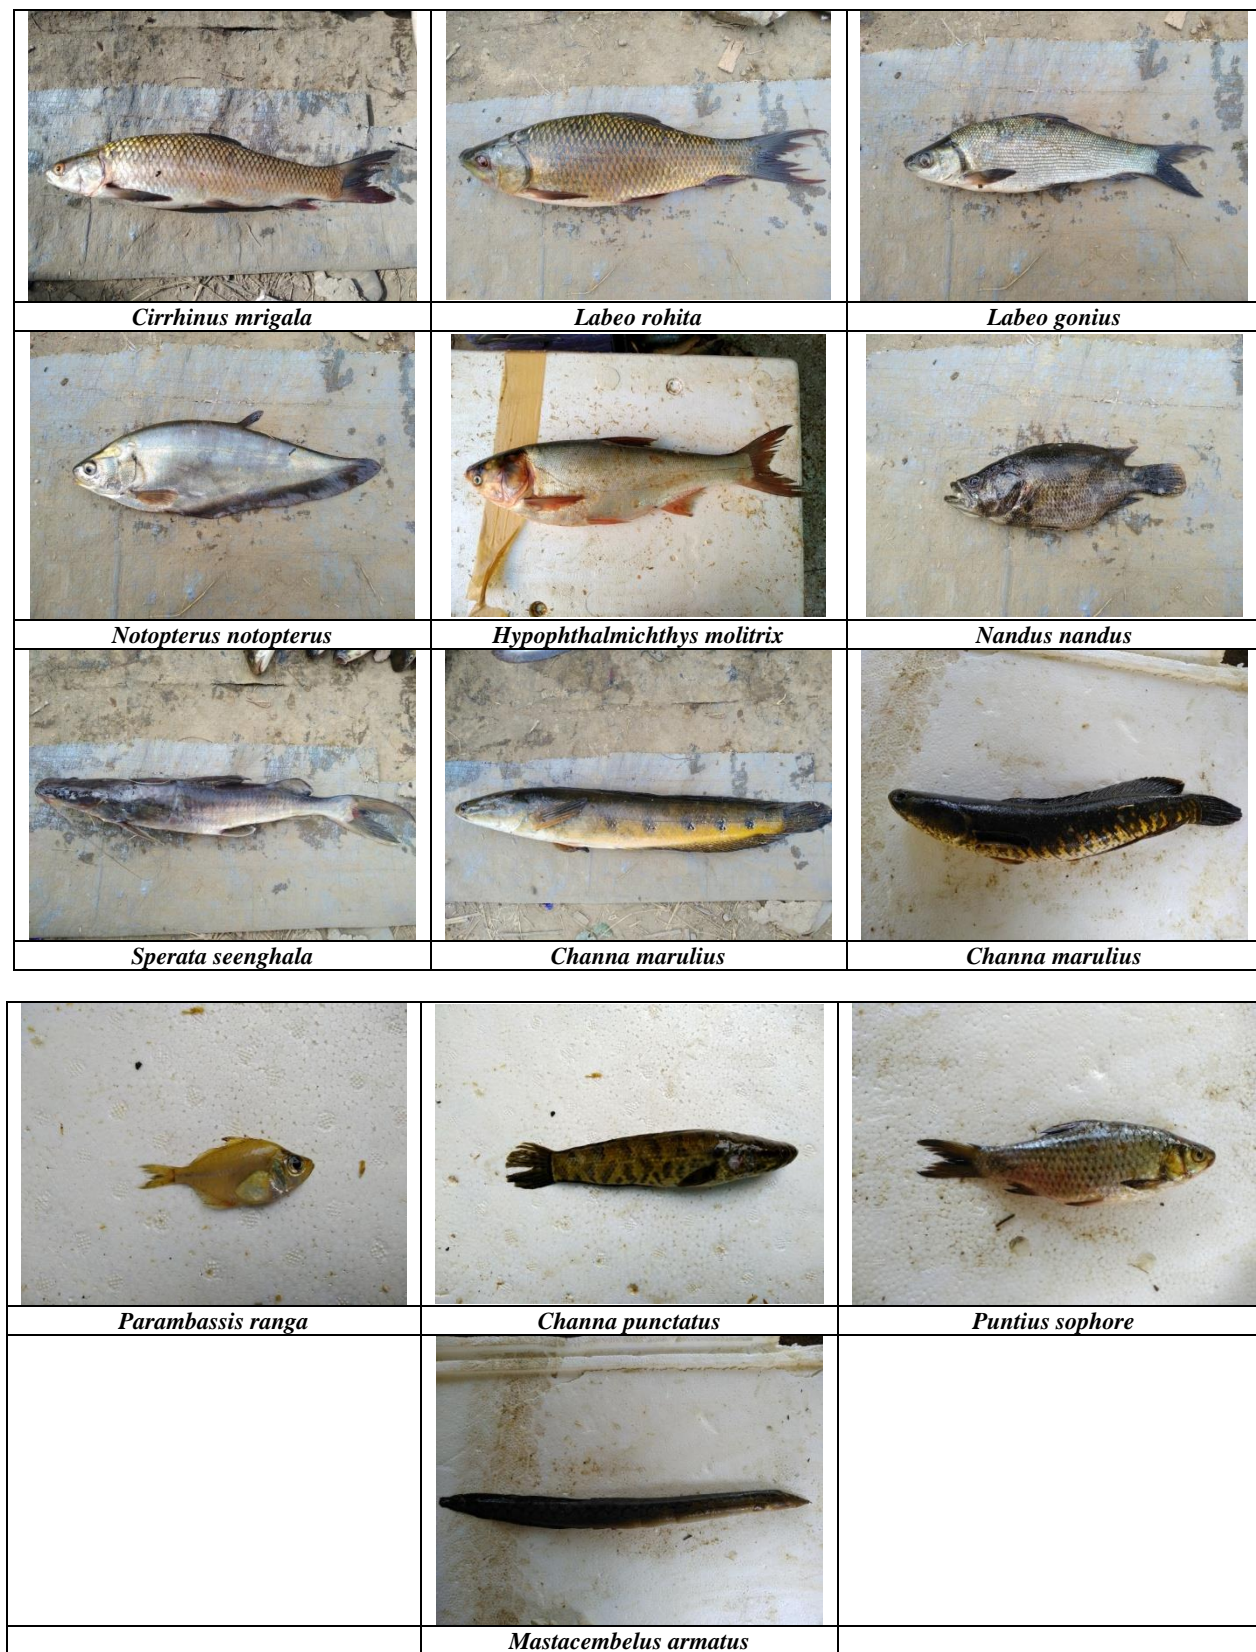 Cirrhinus mrigala
Labeo rohita
Labeo gonius
Notopterus notopterus
Hypophthalmichthys molitrix
Nandus nandus
Sperata seenghala
Channa marulius
Channa marulius
Parambassis ranga
Channa punctatus
Puntius sophore
Mastacembelus armatus